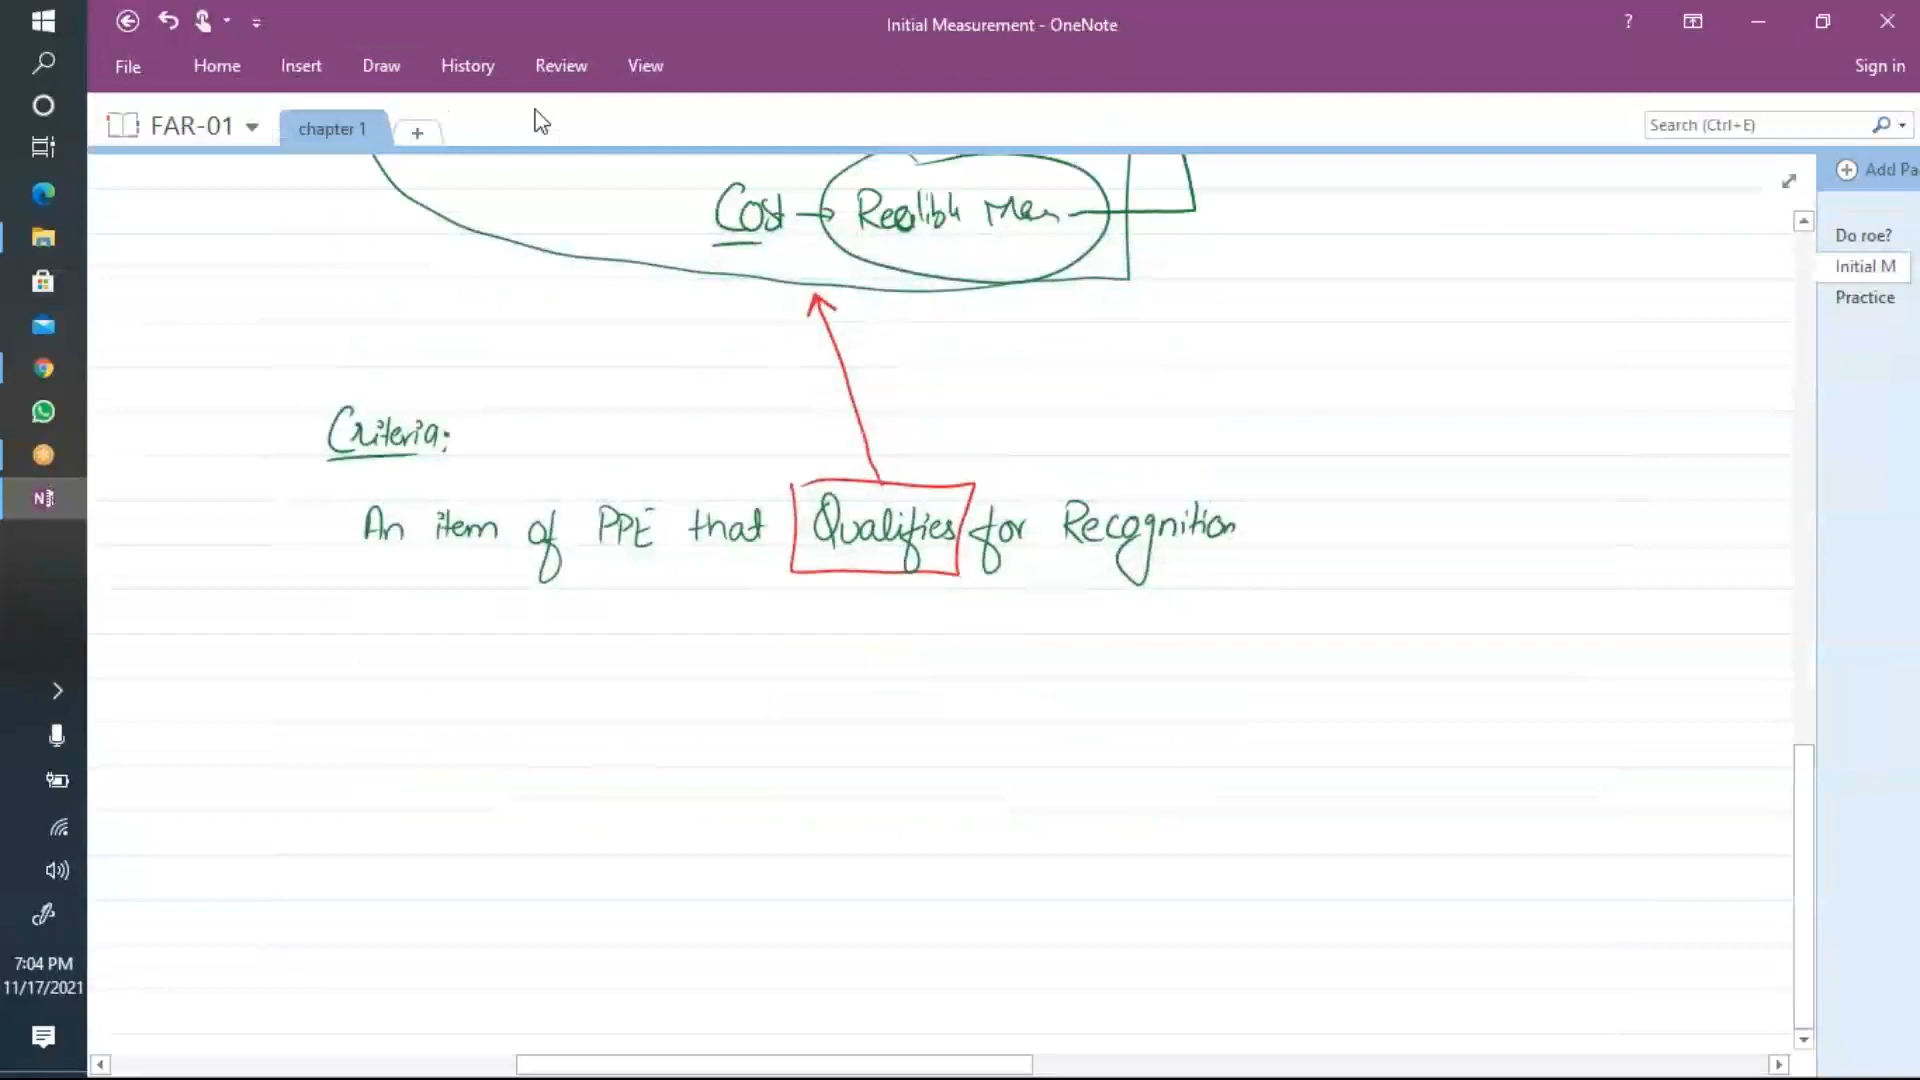 Initial Measurement - OneNote
?
File Home Insert Draw History Review View
Sign in
FAR-01 chapter 1 +
Search (Ctrl+E)
Add Pa
Cost → Realibh Mea
Do roe?
Initial M
Practice
Criteria:
An item of PPE that Qualifies for Recognition
7:04 PM
11/17/2021